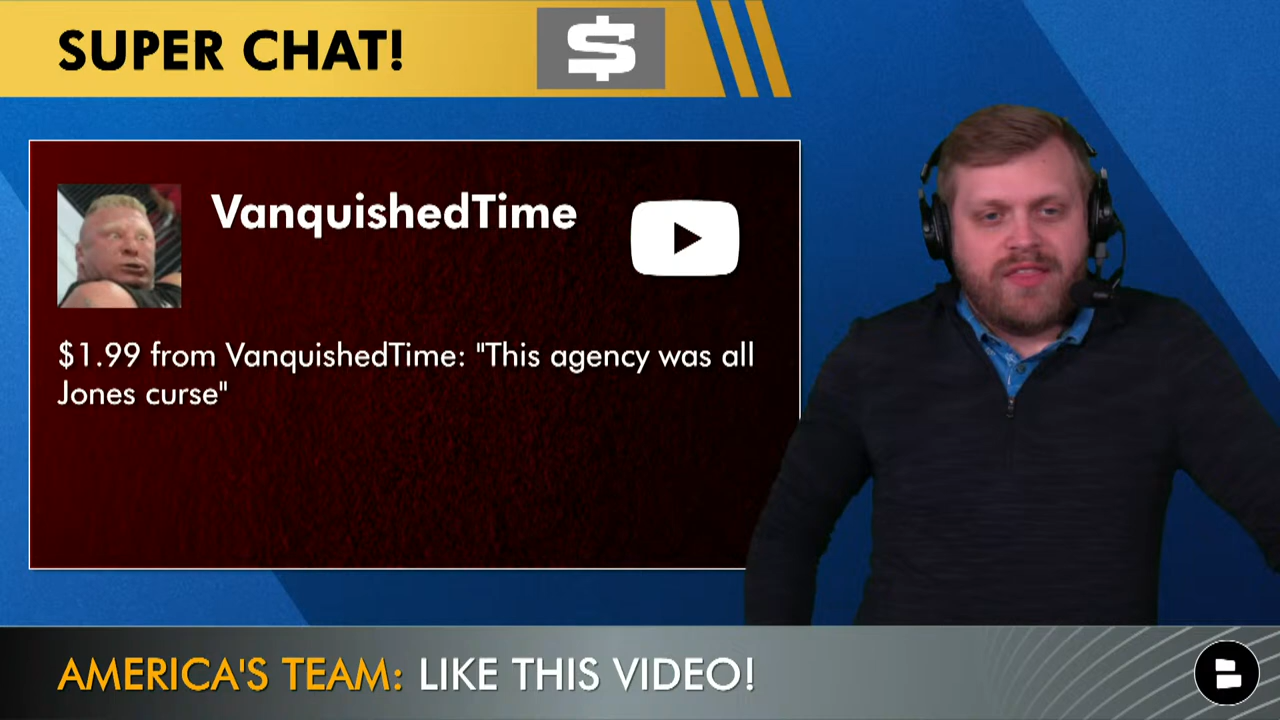 SUPER CHAT!
$
VanquishedTime
$1.99 from VanquishedTime: "This agency was all
Jones curse"
AMERICA'S TEAM: LIKE THIS VIDEO!